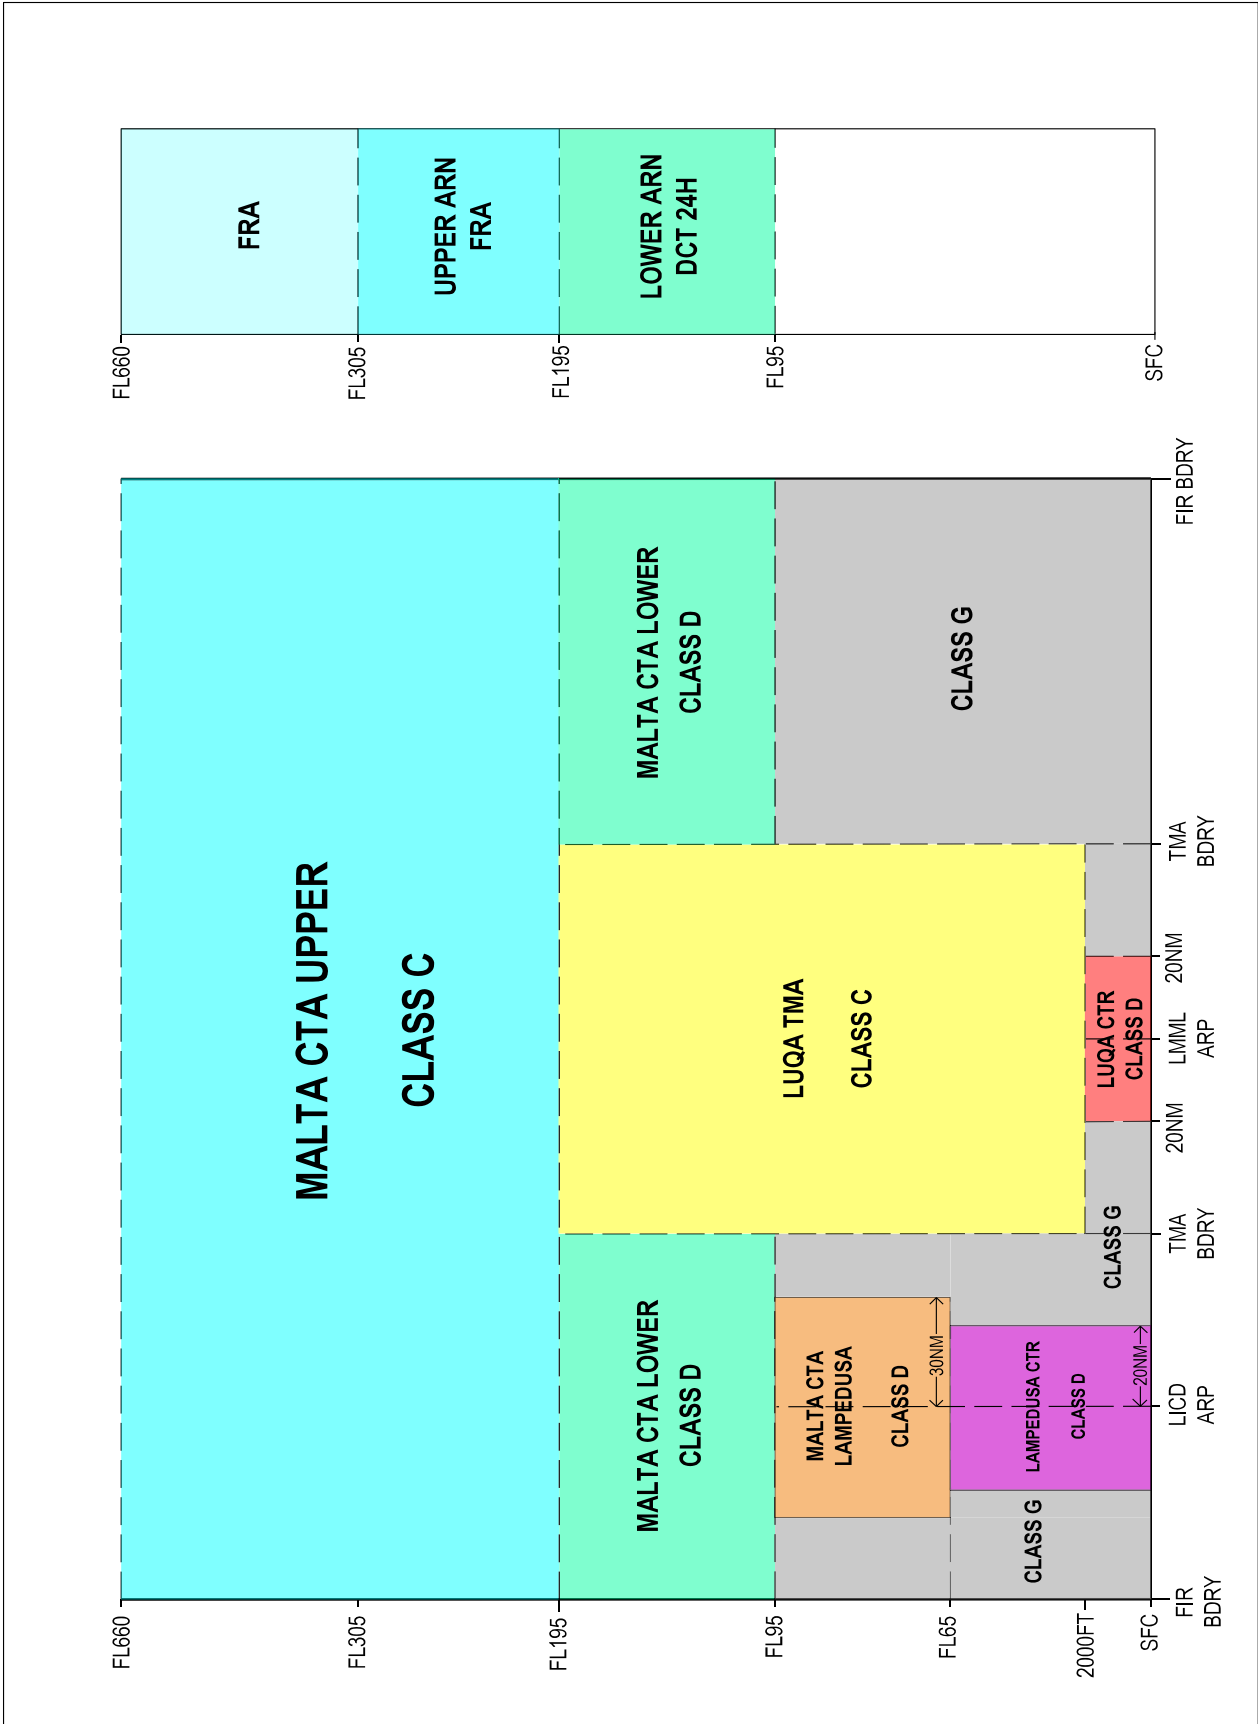 MALTA CTA UPPER
CLASS C
MALTA CTA LOWER
CLASS D
LUQA TMA
CLASS C
MALTA CTA LOWER
CLASS D
MALTA CTA
LAMPEDUSA
CLASS D
30NM
LAMPEDUSA CTR
CLASS D
20NM
CLASS G
CLASS G
LUQA CTR
CLASS D
CLASS G
FL660
FL305
FL195
FL95
FL65
2000FT
SFC
FIR
BDRY
LICD
ARP
TMA
BDRY
20NM
LMML
ARP
20NM
TMA
BDRY
FIR BDRY
FL660
FL305
FL195
FL95
SFC
FRA
UPPER ARN
FRA
LOWER ARN
DCT 24H